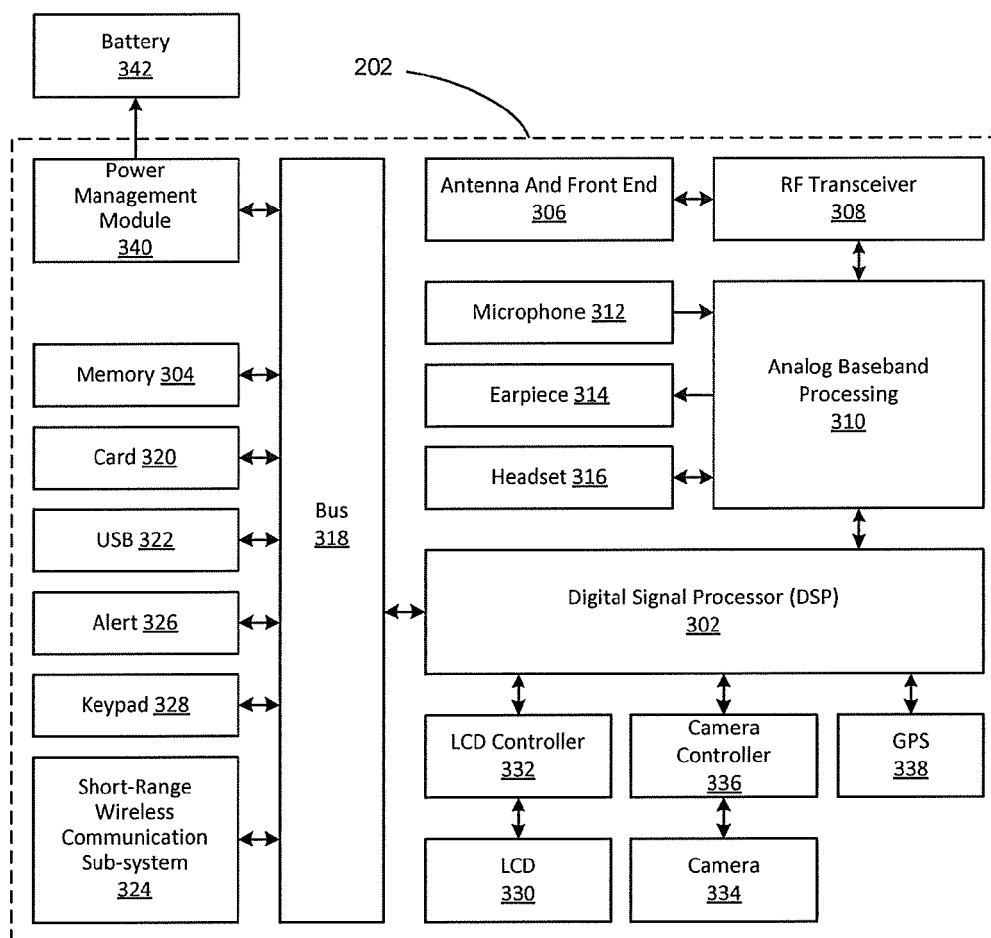 Battery
342
202
Power
Management
Module
340
Antenna And Front End
306
RF Transceiver
308
Microphone 312
Analog Baseband
Processing
310
Memory 304
Earpiece 314
Card 320
Headset 316
Bus
318
USB 322
Digital Signal Processor (DSP)
302
Alert 326
Keypad 328
LCD Controller
332
Camera
Controller
336
GPS
338
Short-Range
Wireless
Communication
Sub-system
324
LCD
330
Camera
334